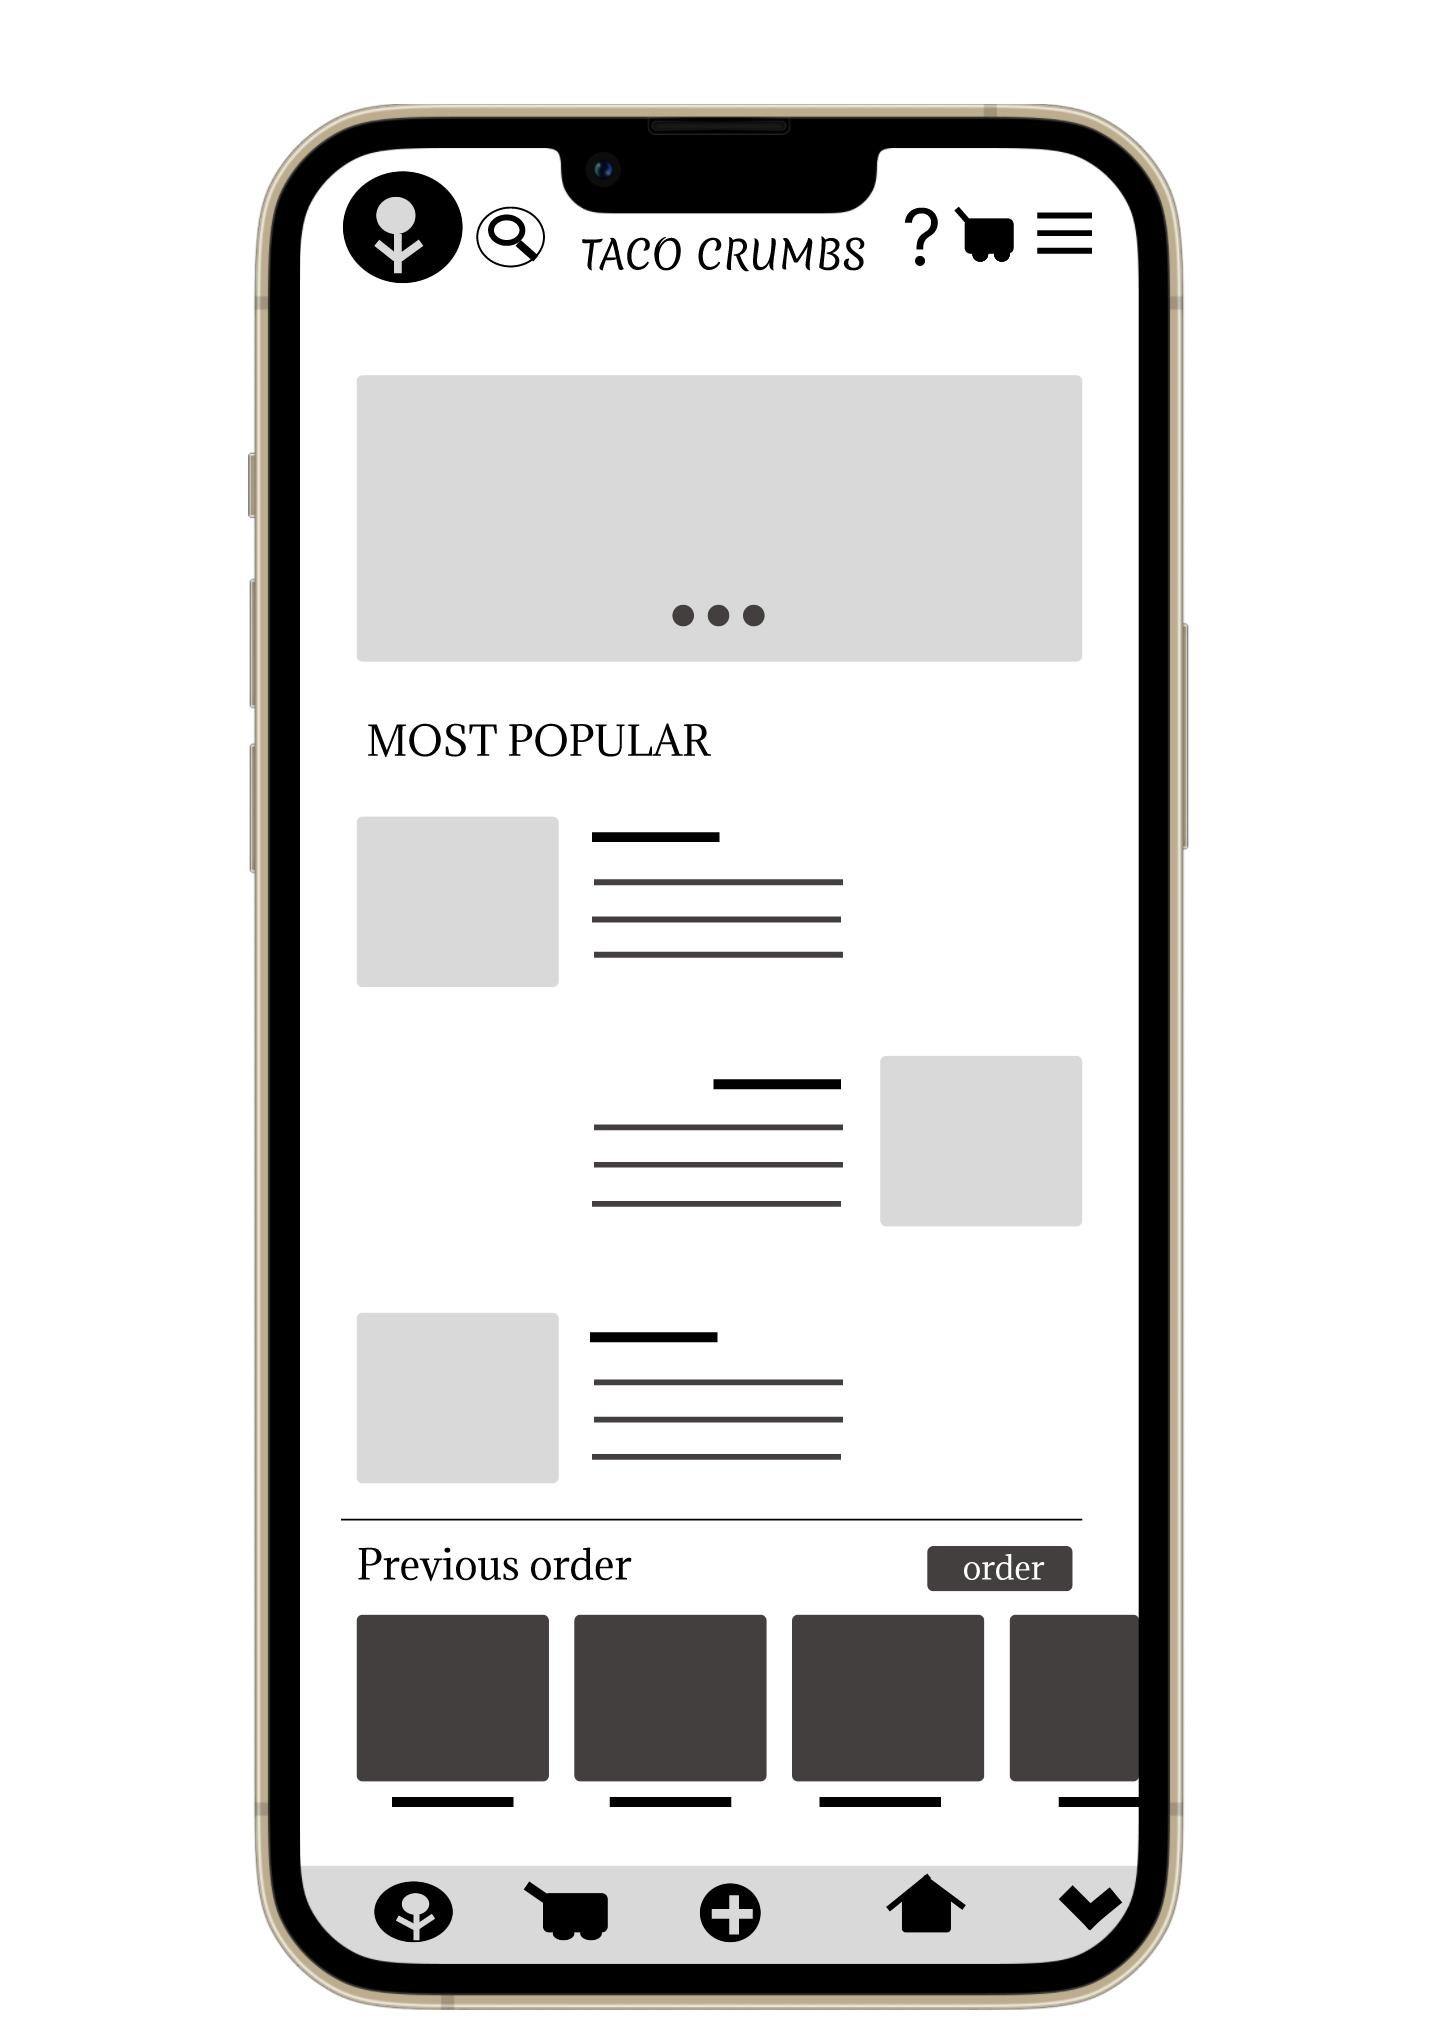 ?
TACO CRUMBS
MOST POPULAR
Previous order
order